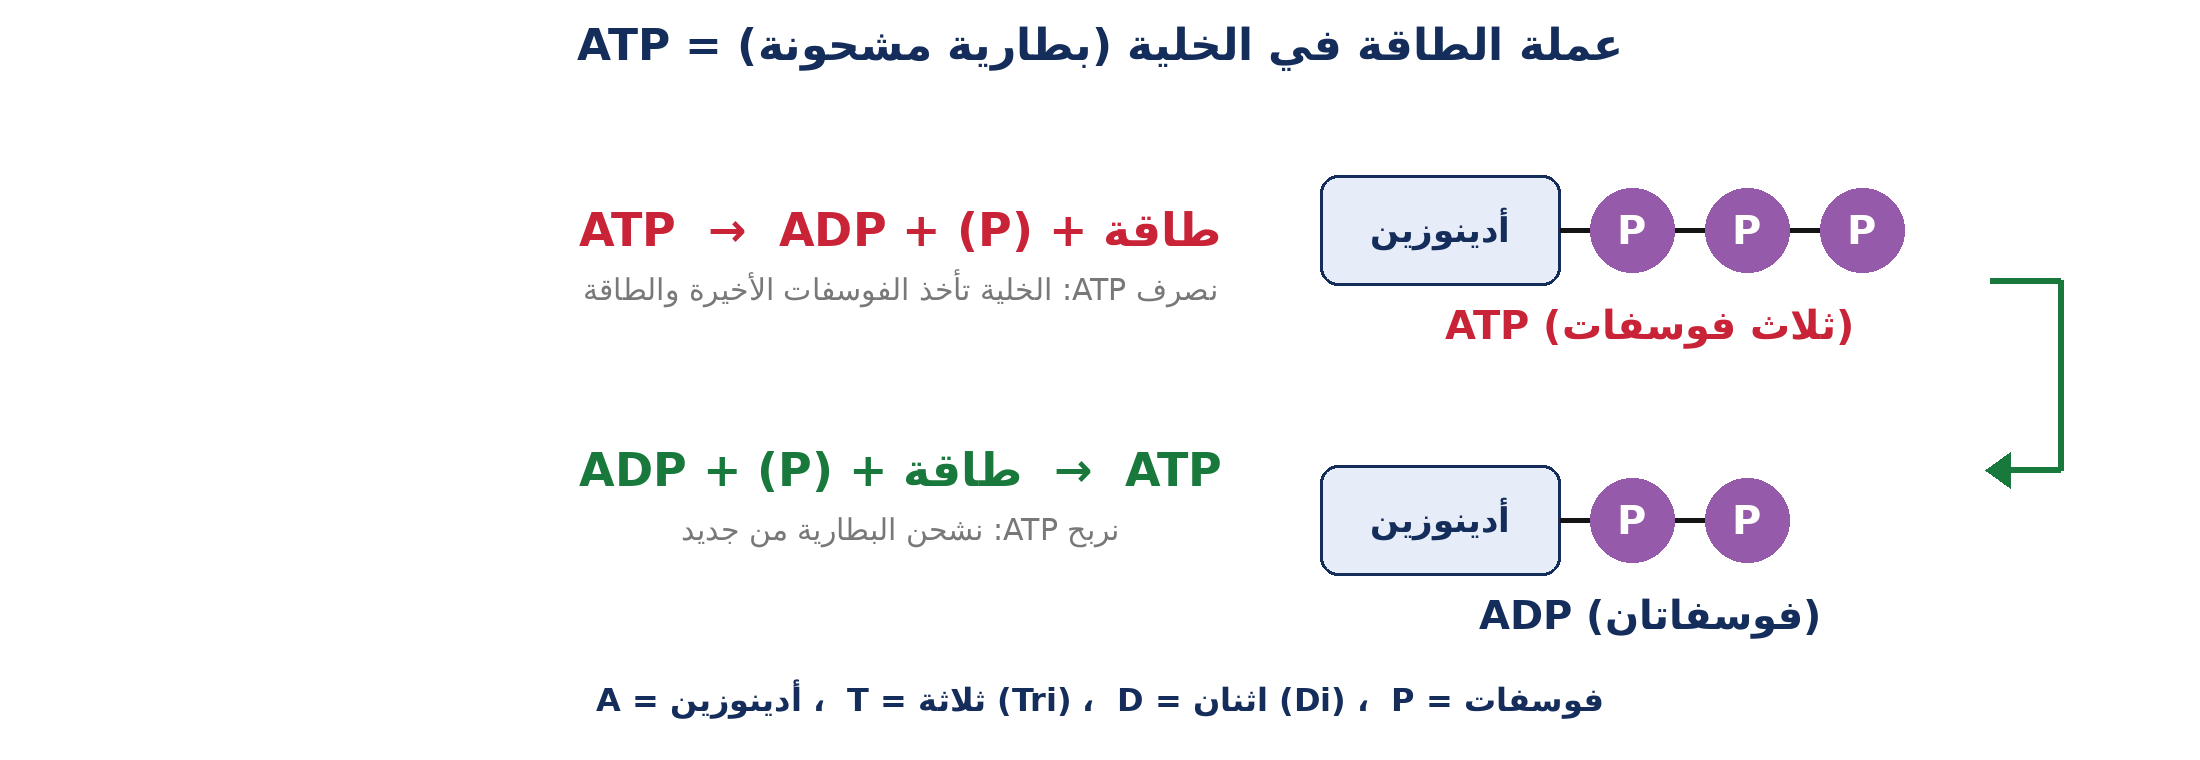 ATP = عملة الطاقة في الخلية (بطارية مشحونة)
ATP → ADP + (P) + طاقة
نصرف ATP: الخلية تأخذ الفوسفات الأخيرة والطاقة
أدينوزين P P P
ATP (ثلاث فوسفات)
ADP + (P) + طاقة → ATP
نربح ATP: نشحن البطارية من جديد
أدينوزين P P
ADP (فوسفاتان)
A = أدينوزين ، T = ثلاثة (Tri) ، D = اثنان (Di) ، P = فوسفات